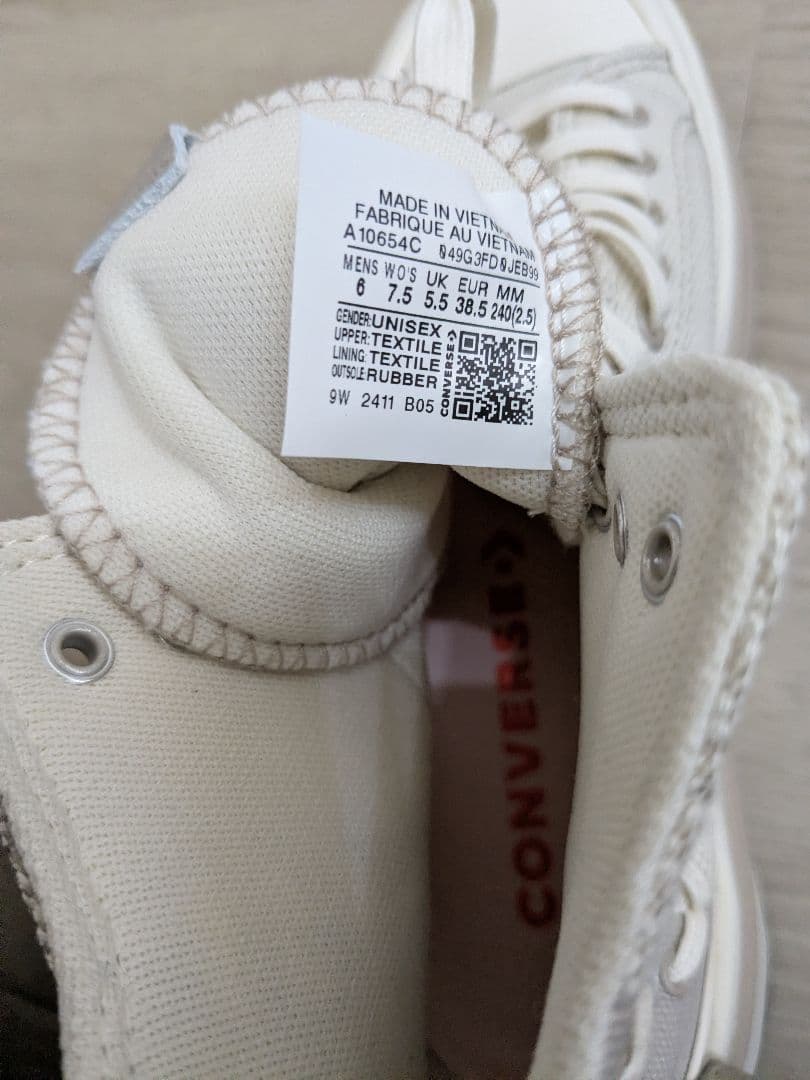 MADE IN
FABRIQUE AU VIETNAM
A10654C 049G3FD0JEB99
MENS WO'S UK EUR MM
6 7.5 5.5 38.5 240(2.5)
GENDER:UNISEX
UPPER:TEXTILE
LINING:TEXTILE
OUTSOLE:RUBBER
CONVERSE
9W 2411 B05
CONVERSE